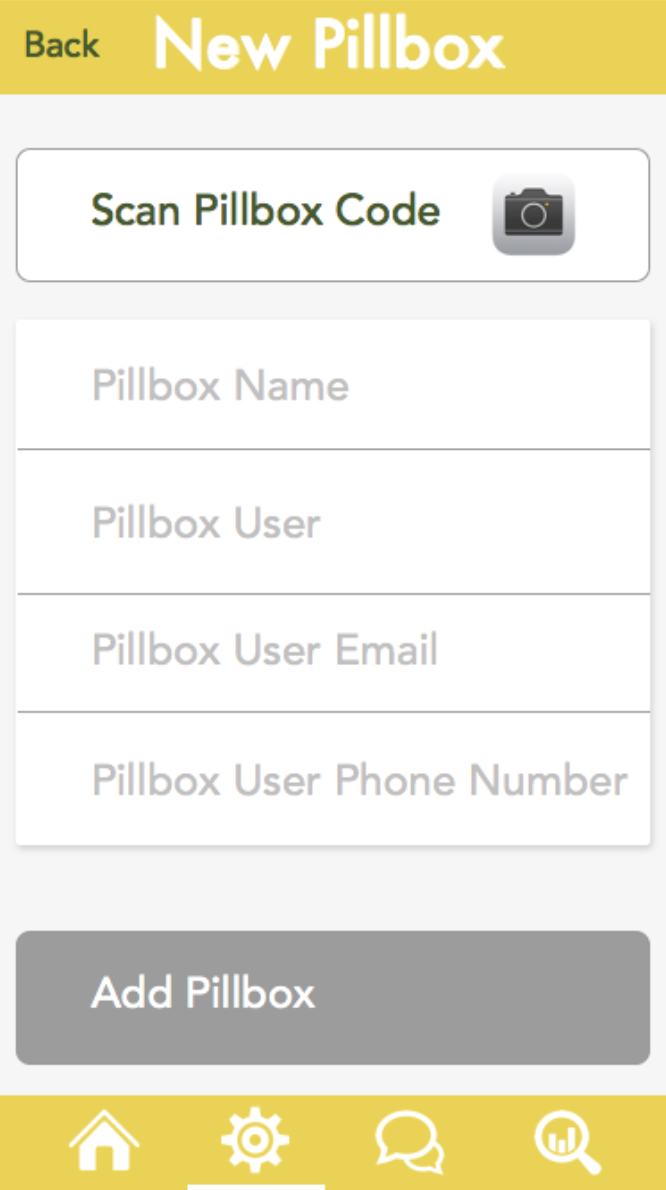 Back New Pillbox
Scan Pillbox Code
Pillbox Name
Pillbox User
Pillbox User Email
Pillbox User Phone Number
Add Pillbox